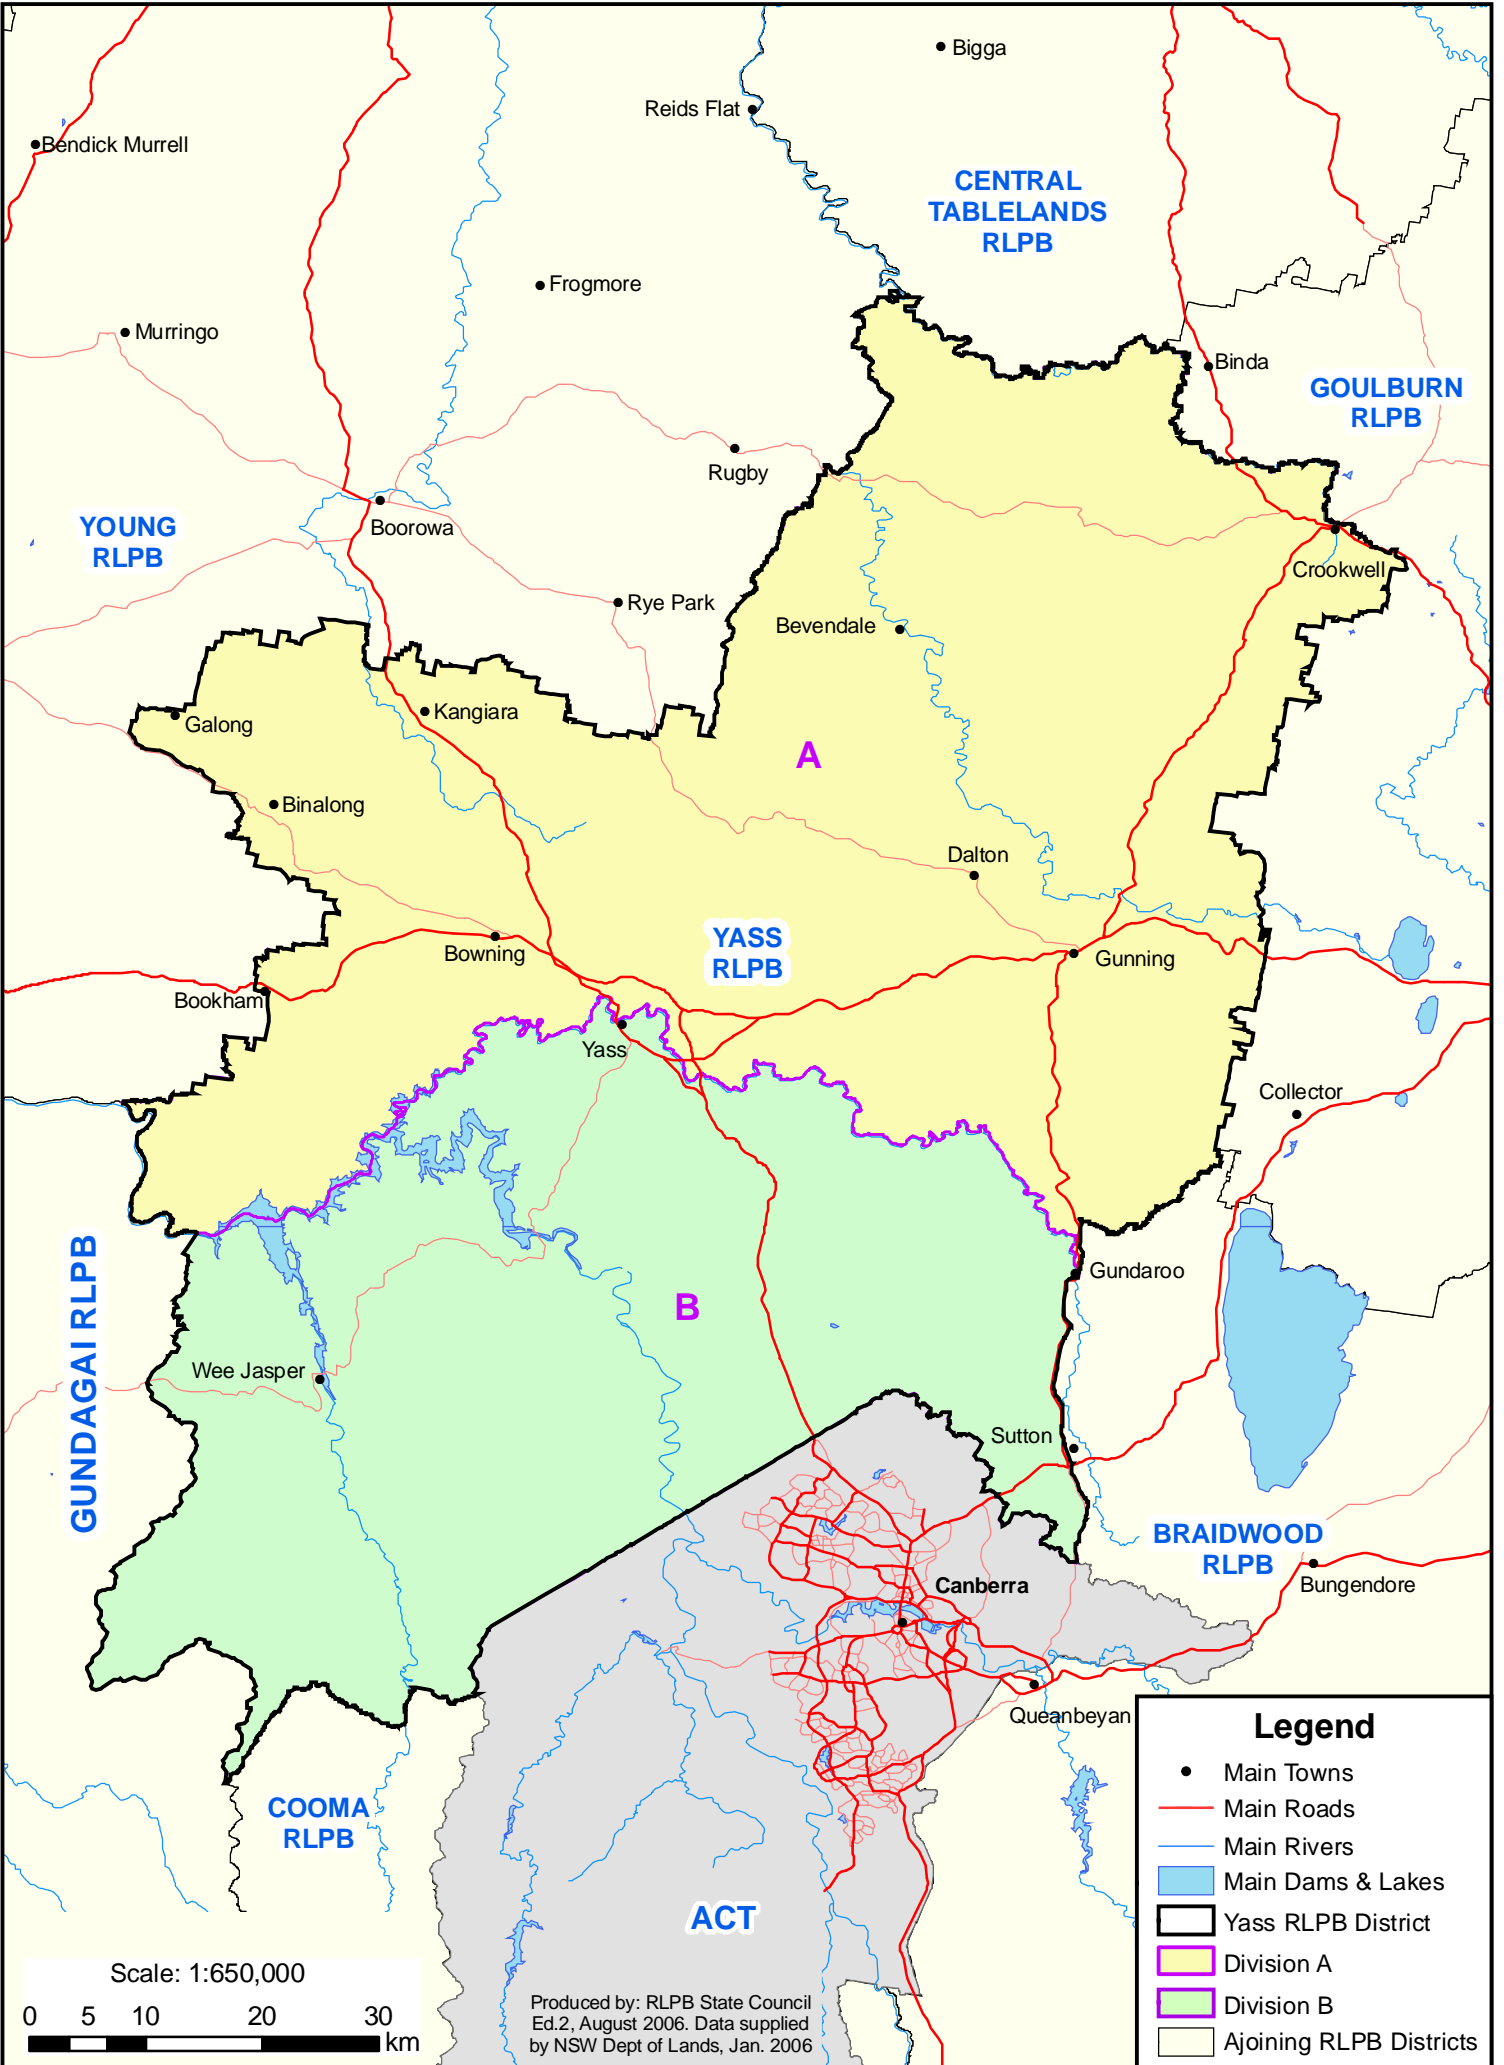 Bigga
Reids Flat
Bendick Murrell
CENTRAL
TABLELANDS
RLPB
Frogmore
Murringo
Binda
GOULBURN
RLPB
Rugby
YOUNG
RLPB
Boorowa
Crookwell
Rye Park
Bevendale
Kangiara
Galong
A
Binalong
Dalton
YASS
RLPB
Bowning
Gunning
Bookham
Yass
Collector
GUNDAGAI RLPB
Gundaroo
B
Wee Jasper
Sutton
BRAIDWOOD
RLPB
Canberra
Bungendore
Queanbeyan
COOMA
RLPB
ACT
Legend
Main Towns
Main Roads
Main Rivers
Main Dams & Lakes
Yass RLPB District
Division A
Division B
Ajoining RLPB Districts
Scale: 1:650,000
0 5 10 20 30
km
Produced by: RLPB State Council
Ed.2, August 2006. Data supplied
by NSW Dept of Lands, Jan. 2006